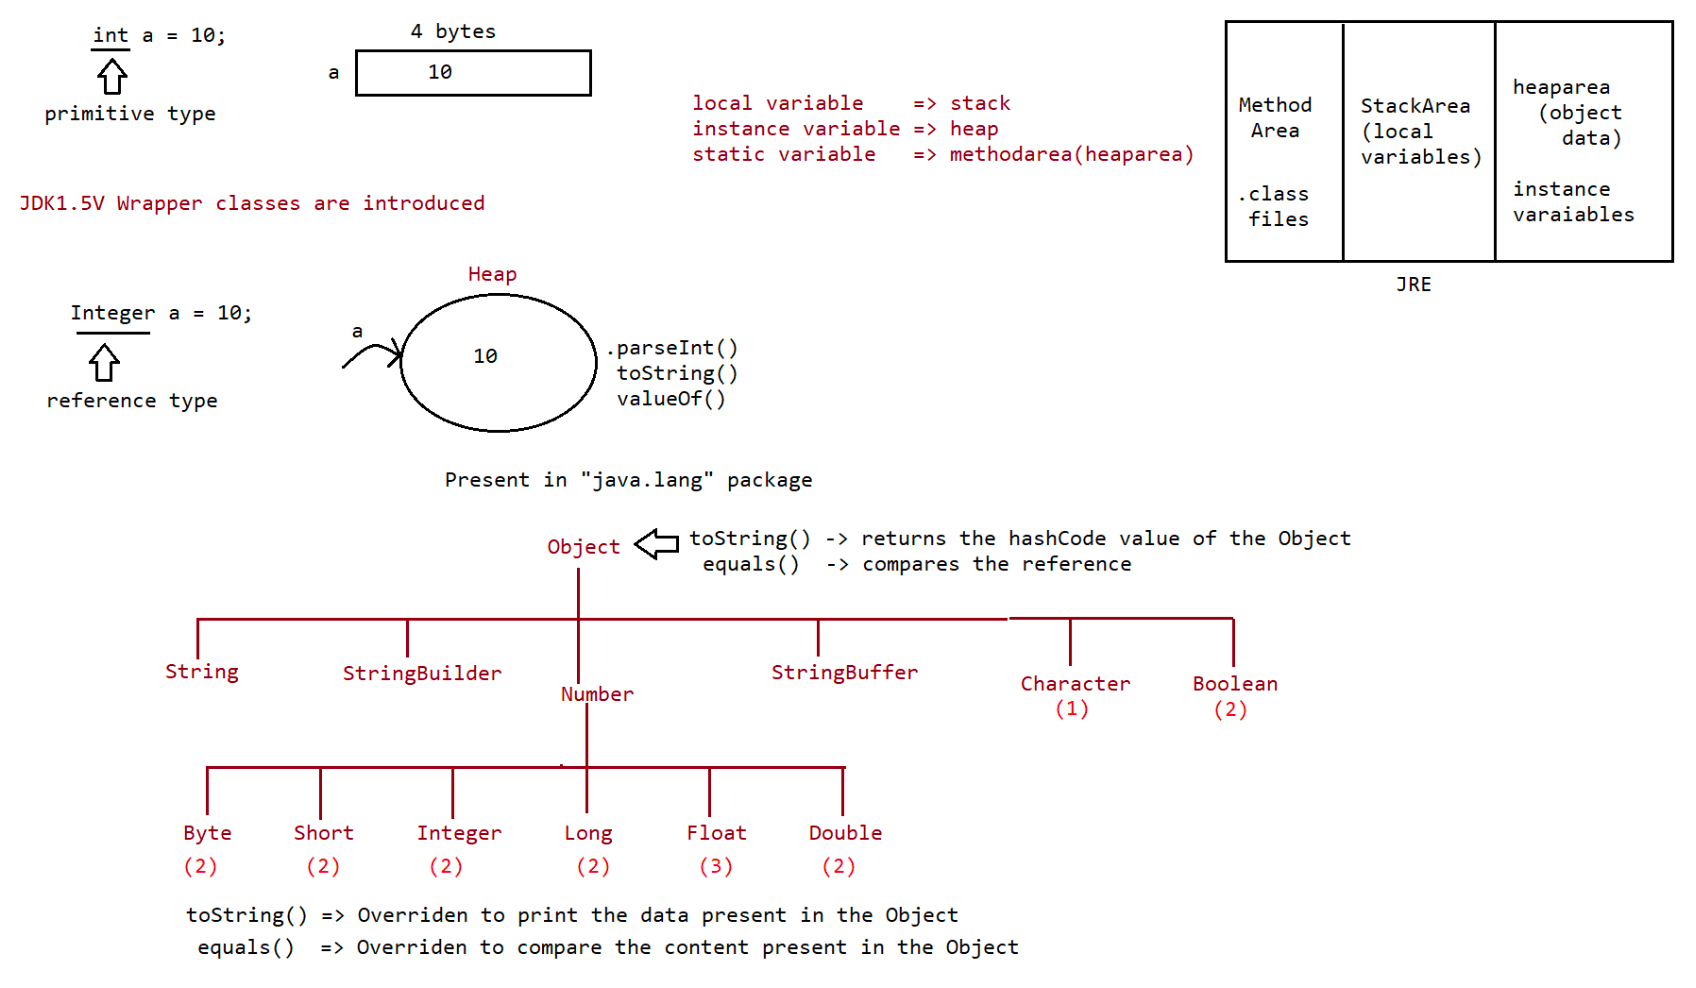 int a = 10;
primitive type
4 bytes
a
10
local variable    => stack
instance variable => heap
static variable   => methodarea(heaparea)
Method
Area
.class
files
StackArea
(local
variables)
heaparea
(object
data)
instance
varaiables
JRE
JDK1.5V Wrapper classes are introduced
Integer a = 10;
reference type
Heap
a
10
.parseInt()
toString()
valueOf()
Present in "java.lang" package
Object
toString() -> returns the hashCode value of the Object
equals()  -> compares the reference
String
StringBuilder
Number
StringBuffer
Character
(1)
Boolean
(2)
Byte
(2)
Short
(2)
Integer
(2)
Long
(2)
Float
(3)
Double
(2)
toString() => Overriden to print the data present in the Object
equals()  => Overriden to compare the content present in the Object